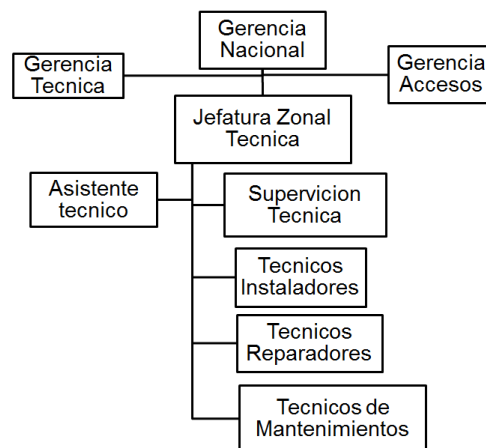 Gerencia
Nacional
Gerencia
Tecnica
Gerencia
Accesos
Jefatura Zonal
Tecnica
Asistente
tecnico
Supervicion
Tecnica
Tecnicos
Instaladores
Tecnicos
Reparadores
Tecnicos de
Mantenimientos